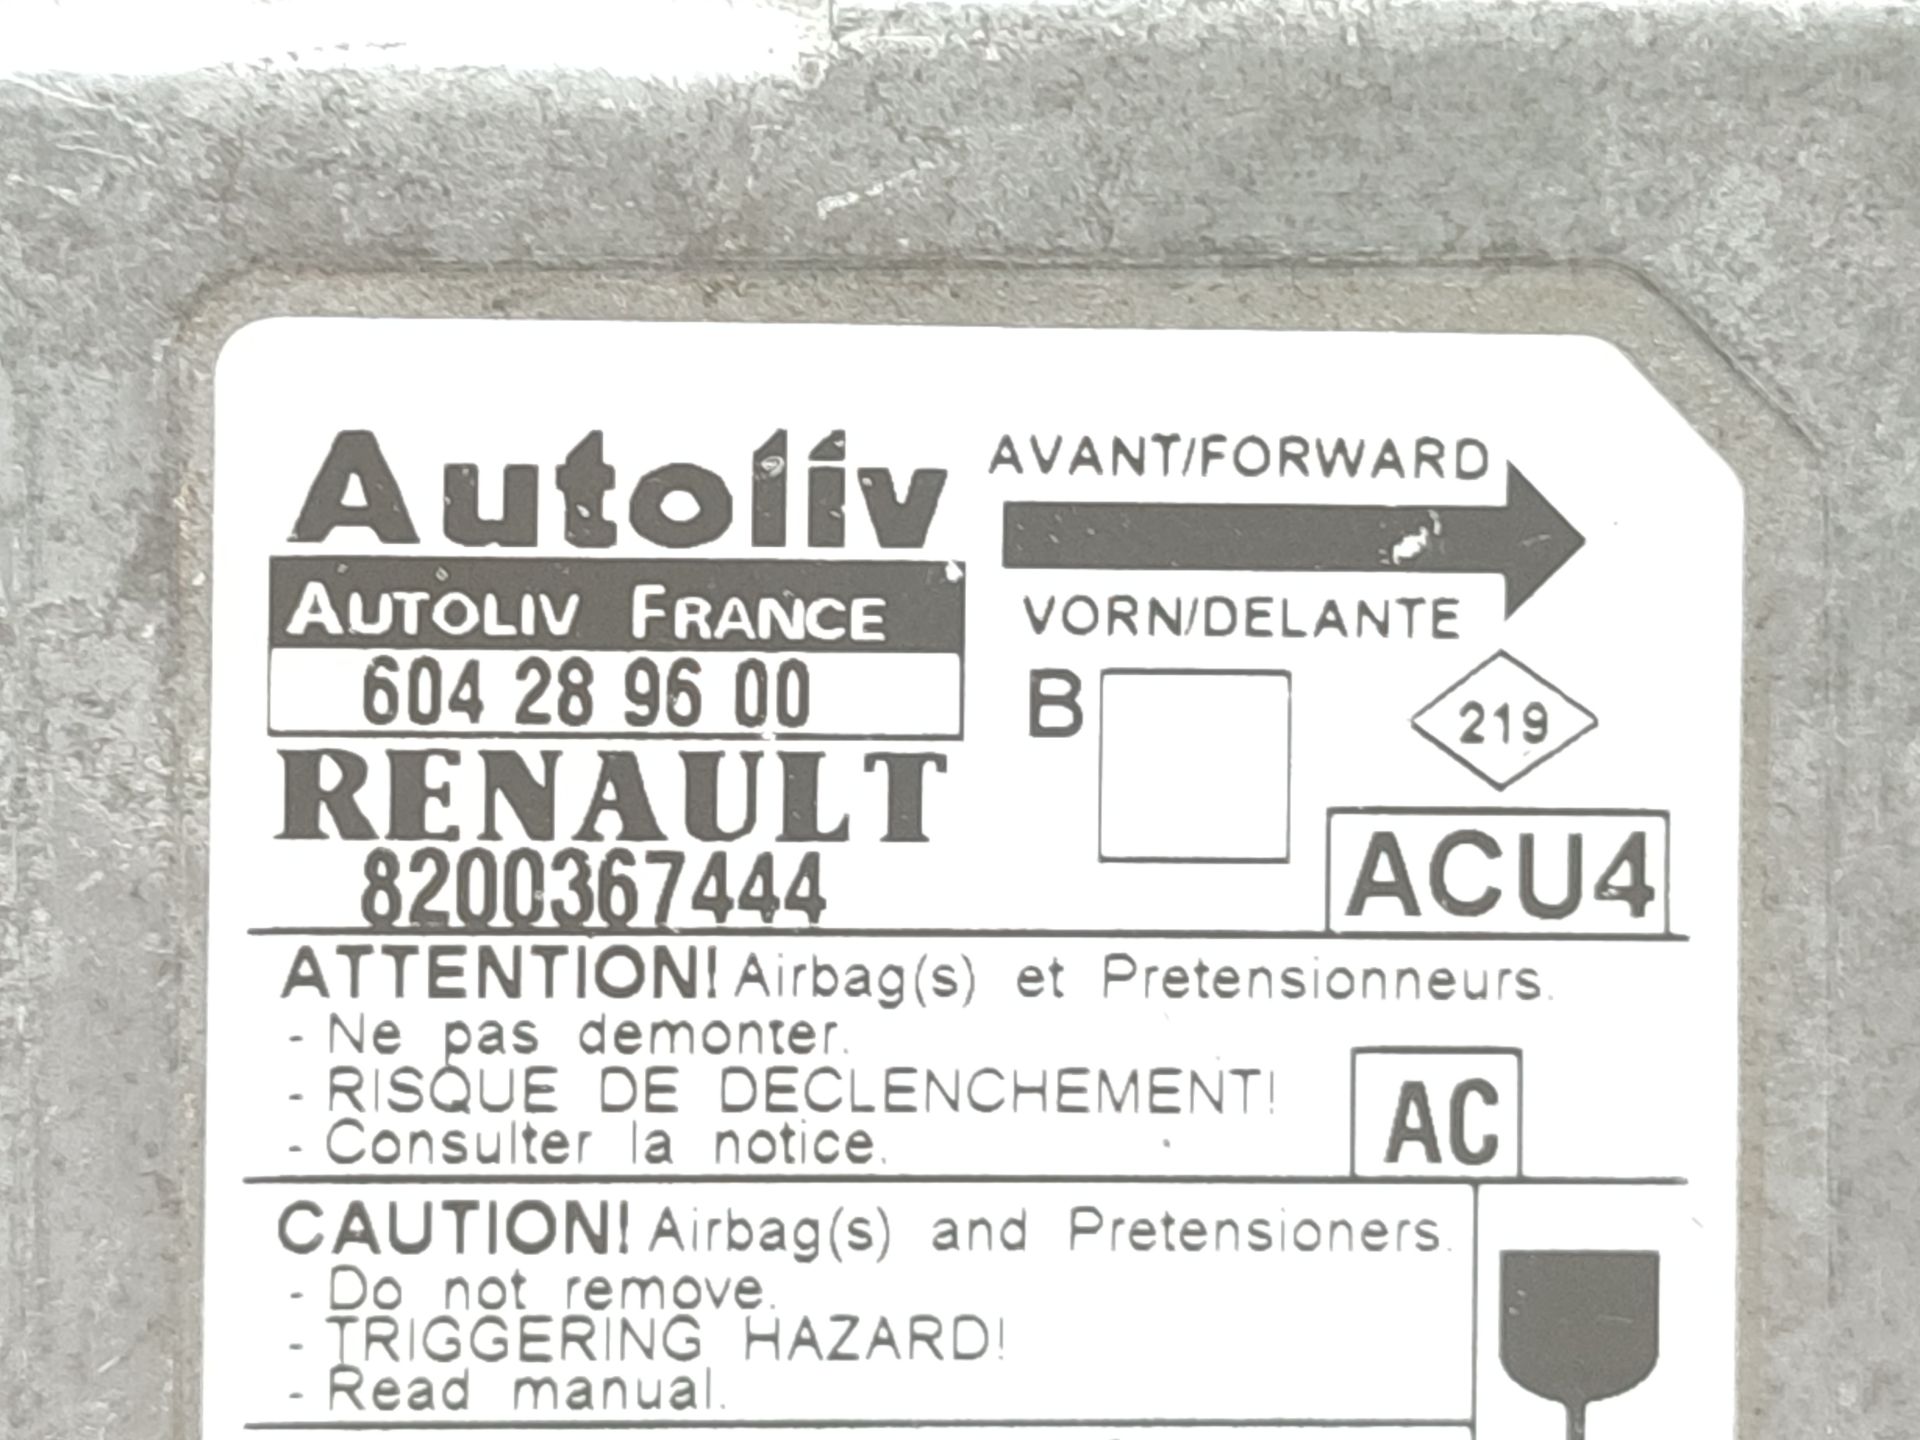 Autoliv
AUTOLIV FRANCE
604 28 96 00
RENAULT
8200367444
AVANT/FORWARD
VORN/DELANTE
B
219
ACU4
ATTENTION! Airbag(s) et Pretensionneurs.
- Ne pas demonter.
- RISQUE DE DECLENCHEMENT!
- Consulter la notice.
AC
CAUTION! Airbag(s) and Pretensioners.
- Do not remove.
- TRIGGERING HAZARD!
- Read manual.